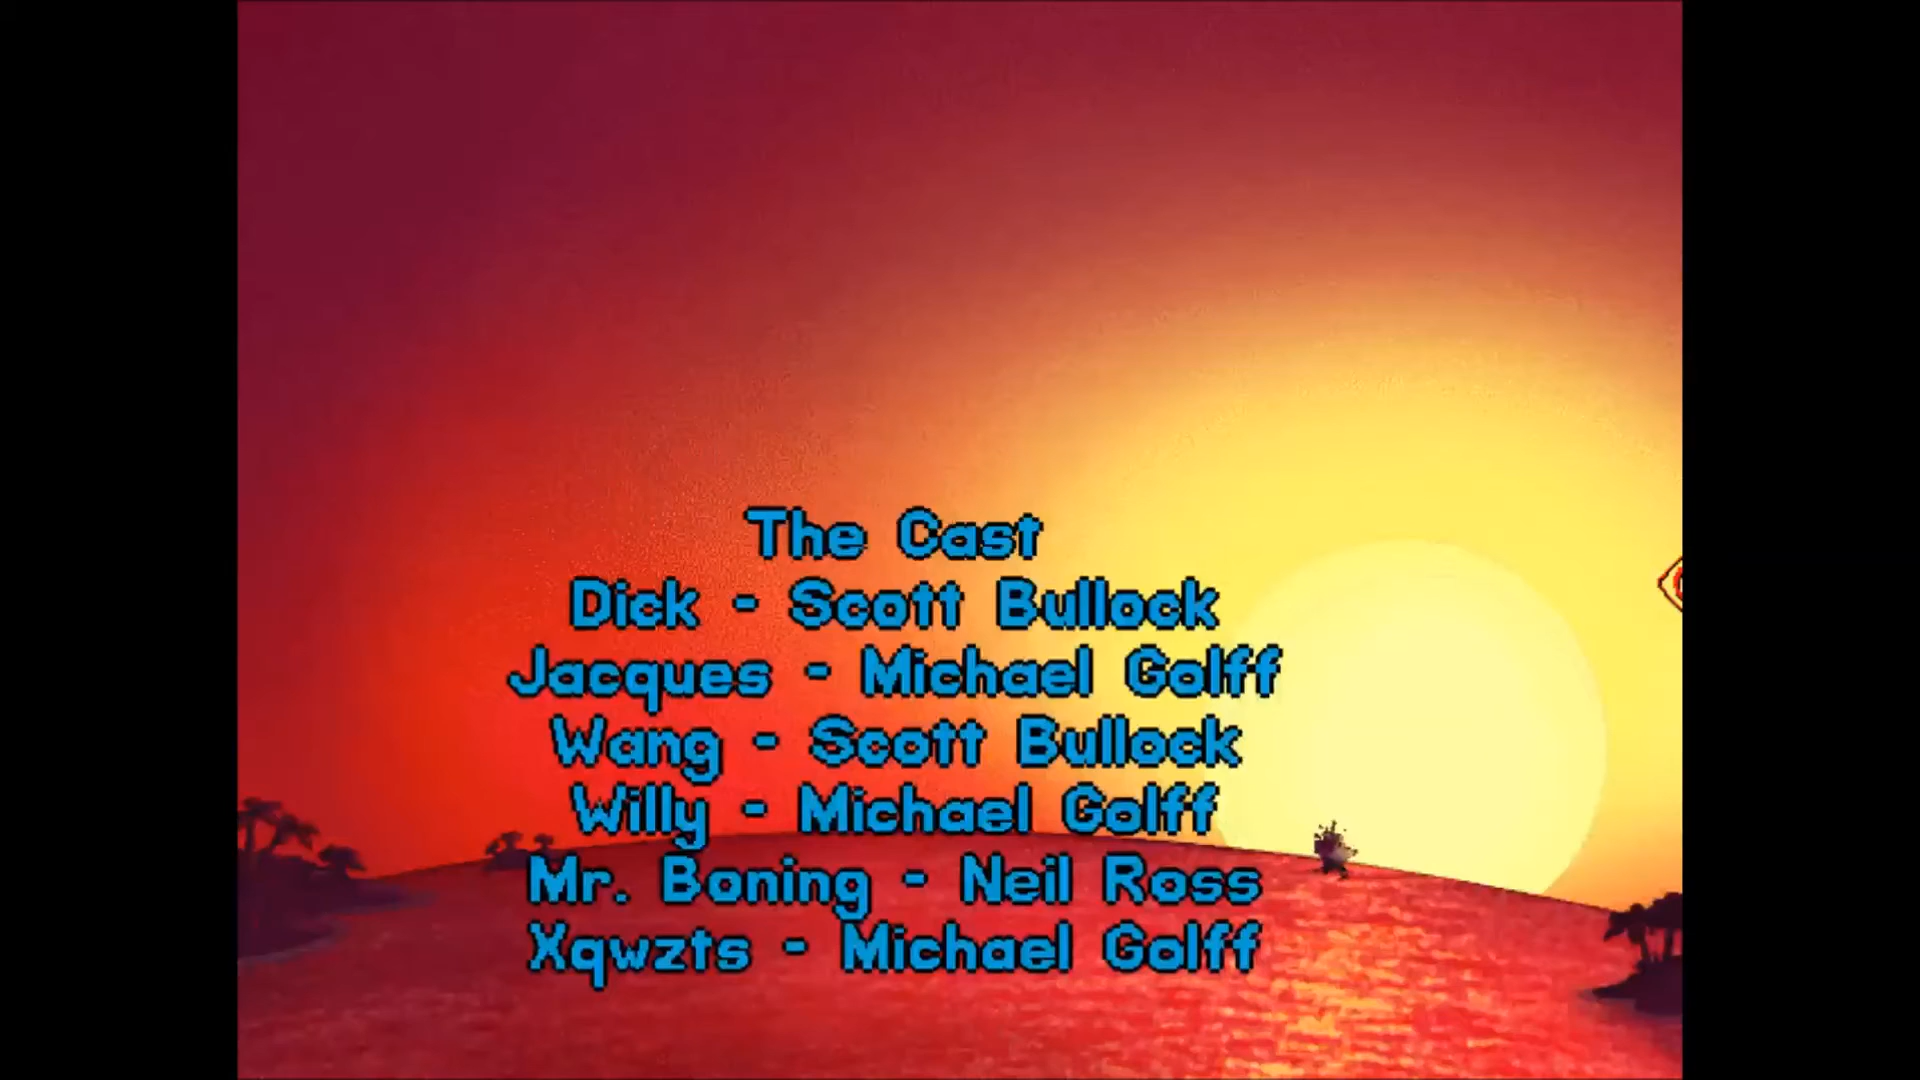 The Cast
Dick - Scott Bullock
Jacques - Michael Golff
Wang - Scott Bullock
Willy - Michael Golff
Mr. Boning - Neil Ross
Xqwzts - Michael Golff